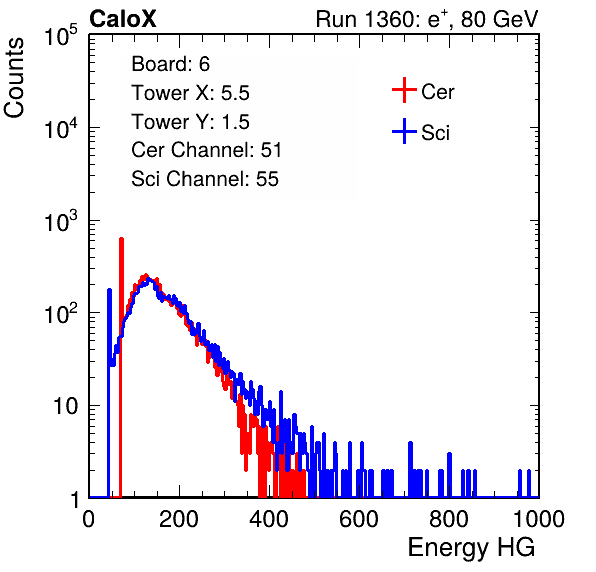 CaloX Run 1360: e⁺, 80 GeV
Counts
10⁵
10⁴
10³
10²
10
1
Board: 6
Tower X: 5.5
Tower Y: 1.5
Cer Channel: 51
Sci Channel: 55
Cer
Sci
0 200 400 600 800 1000
Energy HG